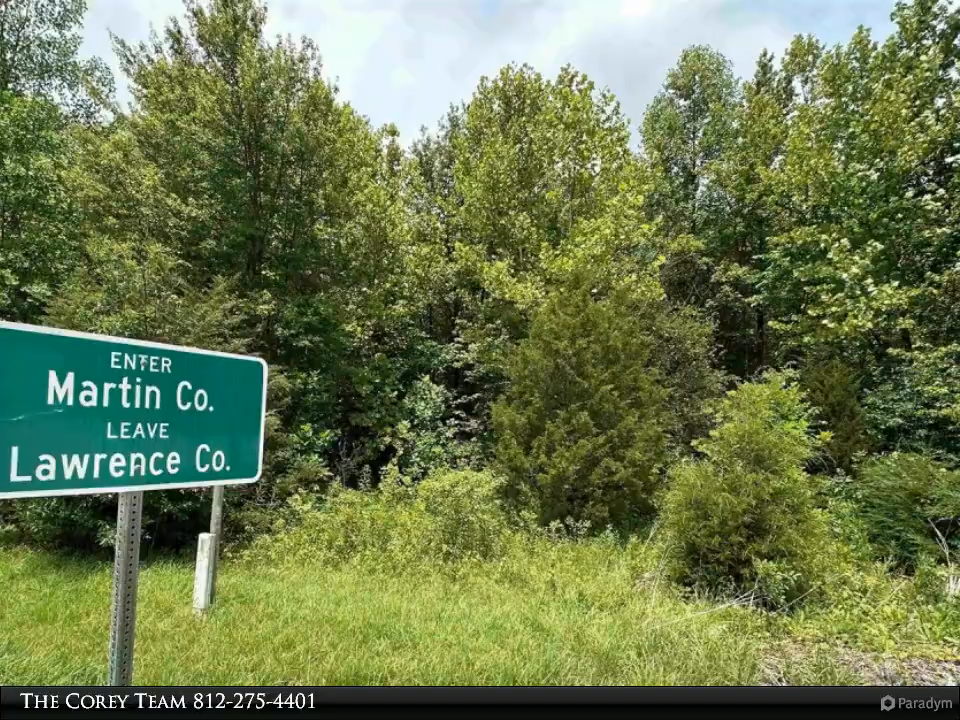 ENTER
Martin Co.
LEAVE
Lawrence Co.
The Corey Team 812-275-4401
Paradym